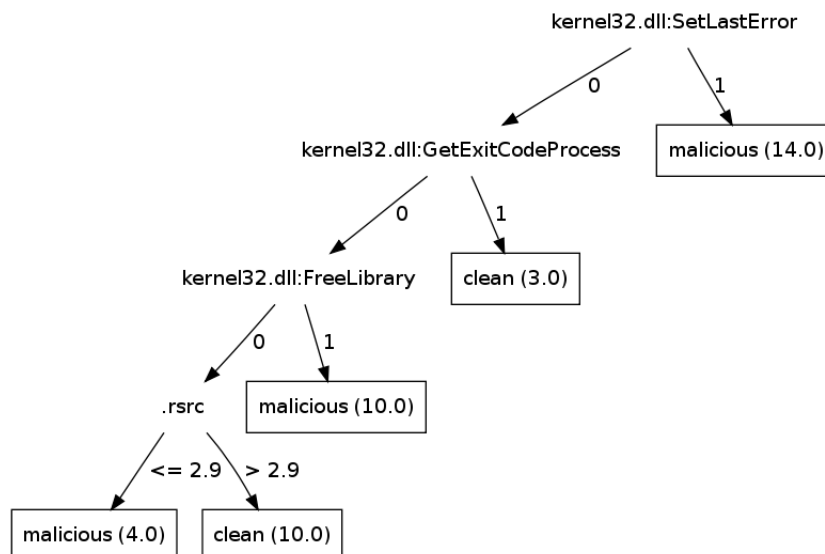 kernel32.dll:SetLastError
0
1
kernel32.dll:GetExitCodeProcess
malicious (14.0)
0
1
kernel32.dll:FreeLibrary
clean (3.0)
0
1
.rsrc
malicious (10.0)
<= 2.9
> 2.9
malicious (4.0)
clean (10.0)